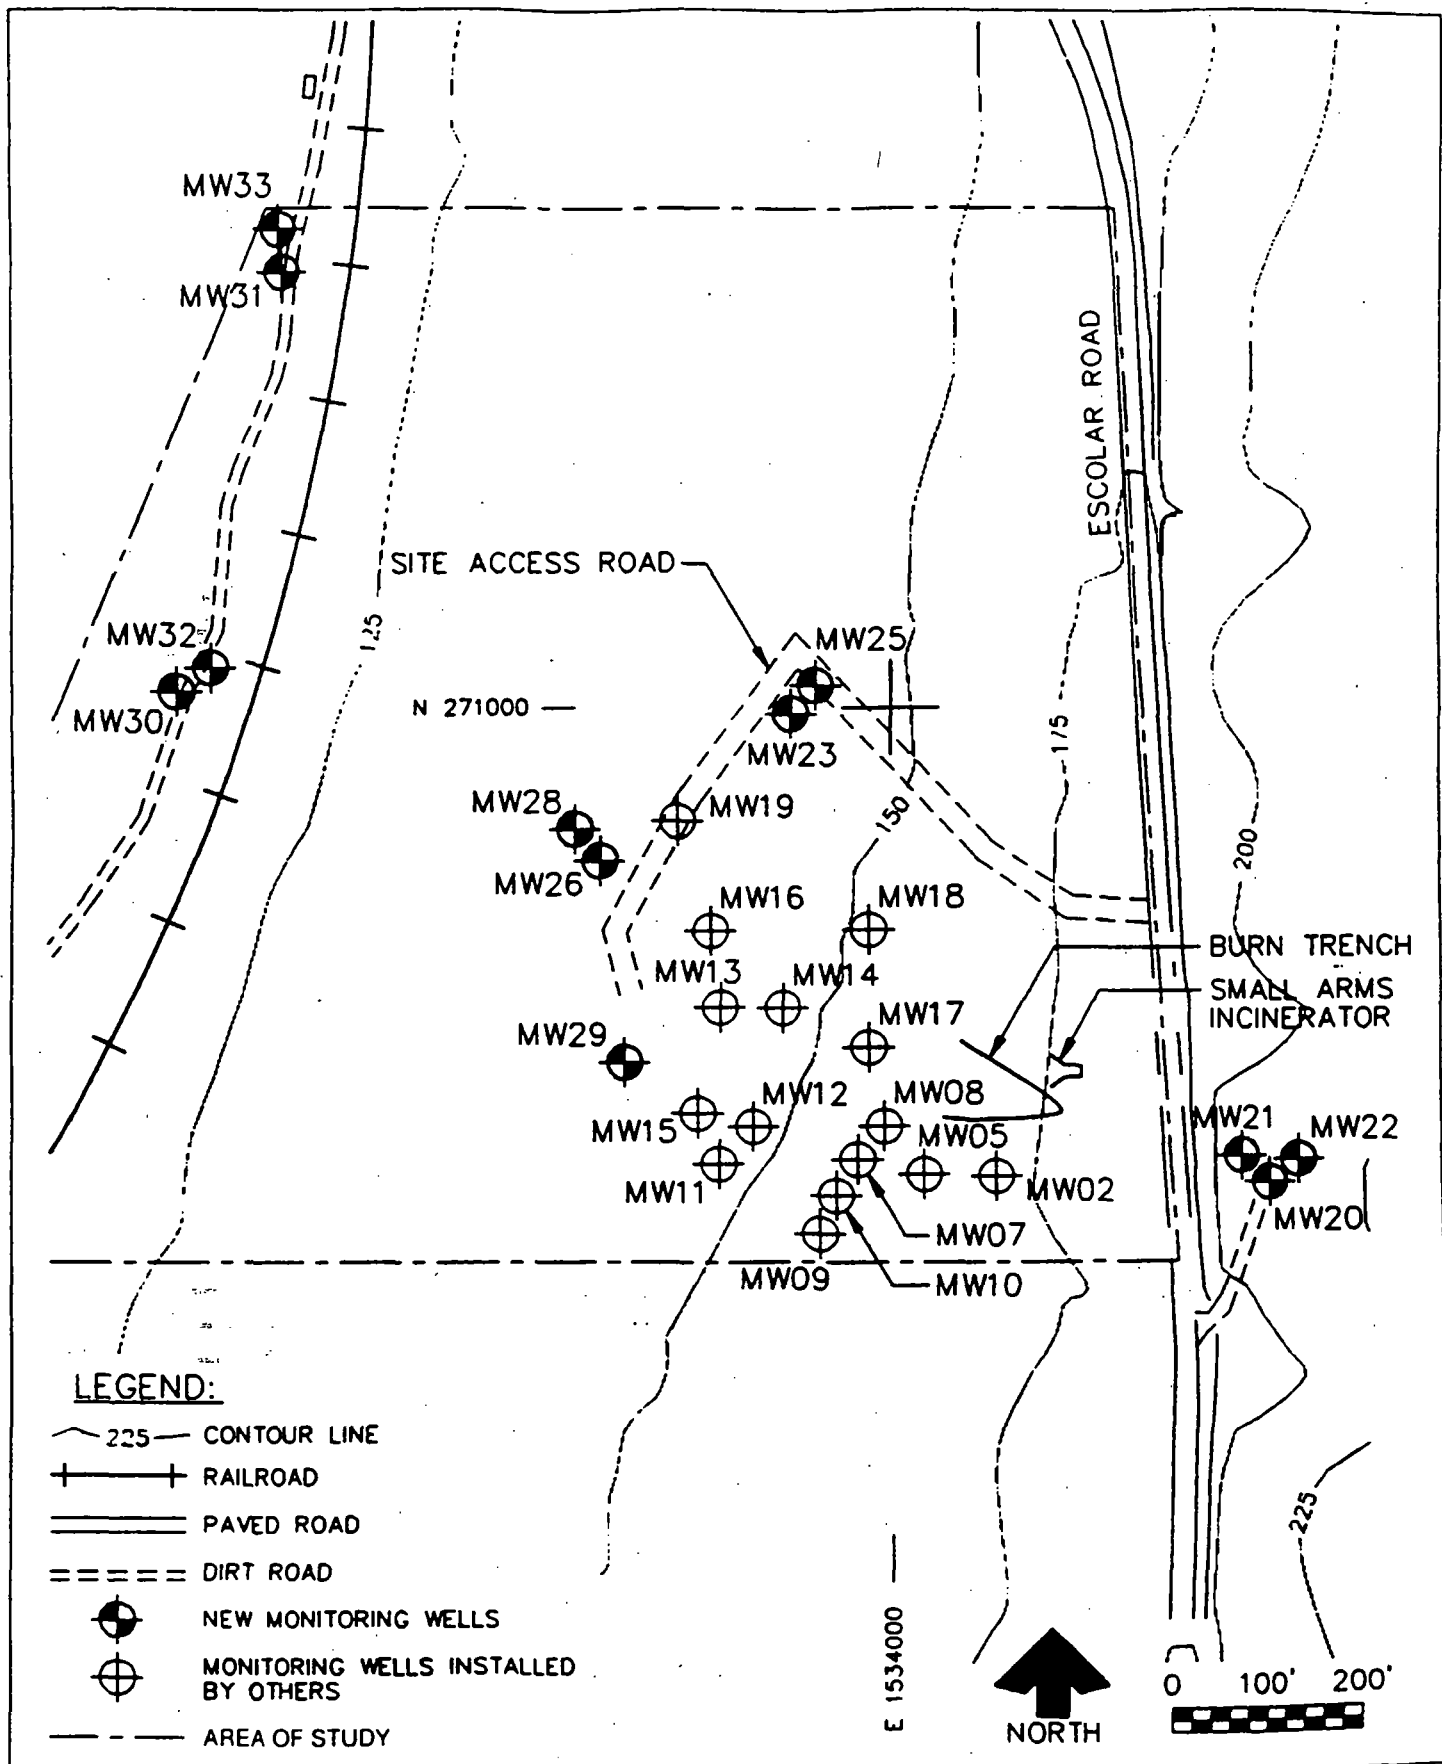 MW33
MW31
ESCOLAR ROAD
SITE ACCESS ROAD
125
MW32
MW25
MW30
N 271000
MW23
175
MW28
MW19
150
MW26
200
MW16
MW18
BURN TRENCH
MW13
MW14
SMALL ARMS
INCINERATOR
MW29
MW17
MW12
MW08
MW15
MW05
MW21
MW22
MW11
MW02
MW20
MW07
MW09
MW10
LEGEND:
225
CONTOUR LINE
RAILROAD
PAVED ROAD
DIRT ROAD
NEW MONITORING WELLS
MONITORING WELLS INSTALLED
BY OTHERS
AREA OF STUDY
225
E 1534000
NORTH
0 100' 200'